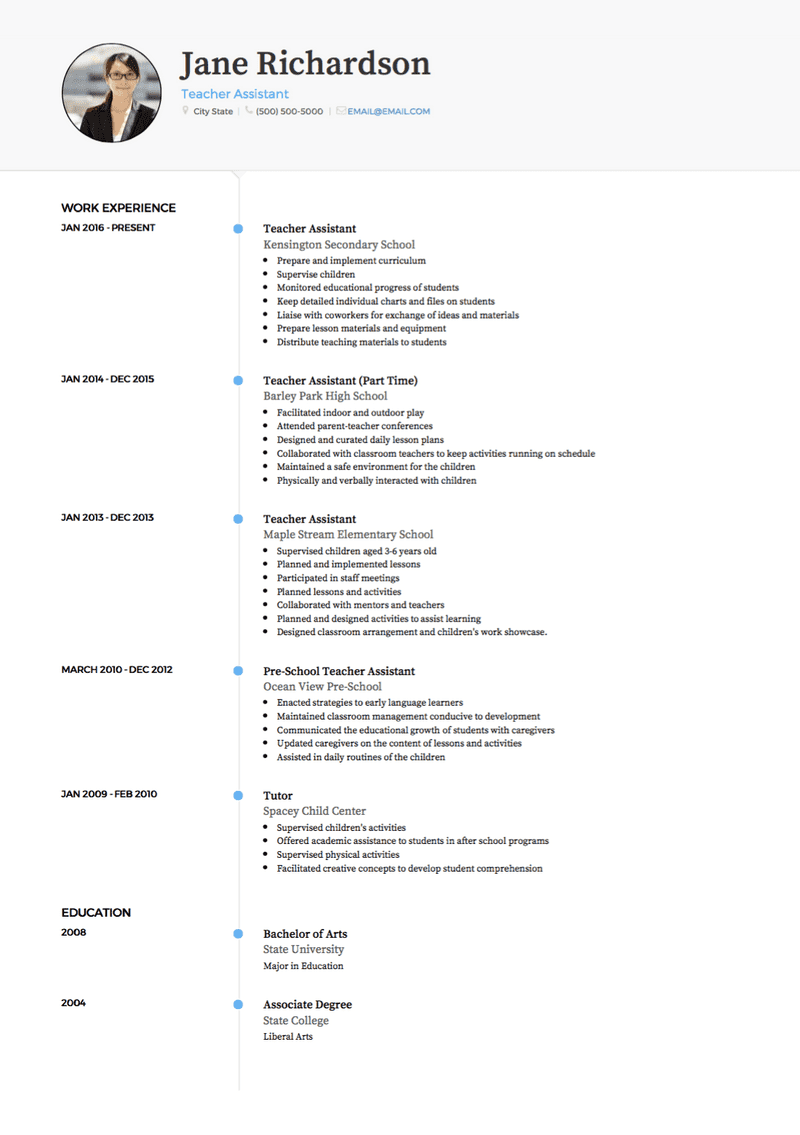 Jane Richardson
Teacher Assistant
City State | (500) 500-5000 | EMAIL@EMAIL.COM
WORK EXPERIENCE
JAN 2016 - PRESENT
Teacher Assistant
Kensington Secondary School
• Prepare and implement curriculum
• Supervise children
• Monitored educational progress of students
• Keep detailed individual charts and files on students
• Liaise with coworkers for exchange of ideas and materials
• Prepare lesson materials and equipment
• Distribute teaching materials to students
JAN 2014 - DEC 2015
Teacher Assistant (Part Time)
Barley Park High School
• Facilitated indoor and outdoor play
• Attended parent-teacher conferences
• Designed and curated daily lesson plans
• Collaborated with classroom teachers to keep activities running on schedule
• Maintained a safe environment for the children
• Physically and verbally interacted with children
JAN 2013 - DEC 2013
Teacher Assistant
Maple Stream Elementary School
• Supervised children aged 3-6 years old
• Planned and implemented lessons
• Participated in staff meetings
• Planned lessons and activities
• Collaborated with mentors and teachers
• Planned and designed activities to assist learning
• Designed classroom arrangement and children's work showcase.
MARCH 2010 - DEC 2012
Pre-School Teacher Assistant
Ocean View Pre-School
• Enacted strategies to early language learners
• Maintained classroom management conducive to development
• Communicated the educational growth of students with caregivers
• Updated caregivers on the content of lessons and activities
• Assisted in daily routines of the children
JAN 2009 - FEB 2010
Tutor
Spacey Child Center
• Supervised children's activities
• Offered academic assistance to students in after school programs
• Supervised physical activities
• Facilitated creative concepts to develop student comprehension
EDUCATION
2008
Bachelor of Arts
State University
Major in Education
2004
Associate Degree
State College
Liberal Arts